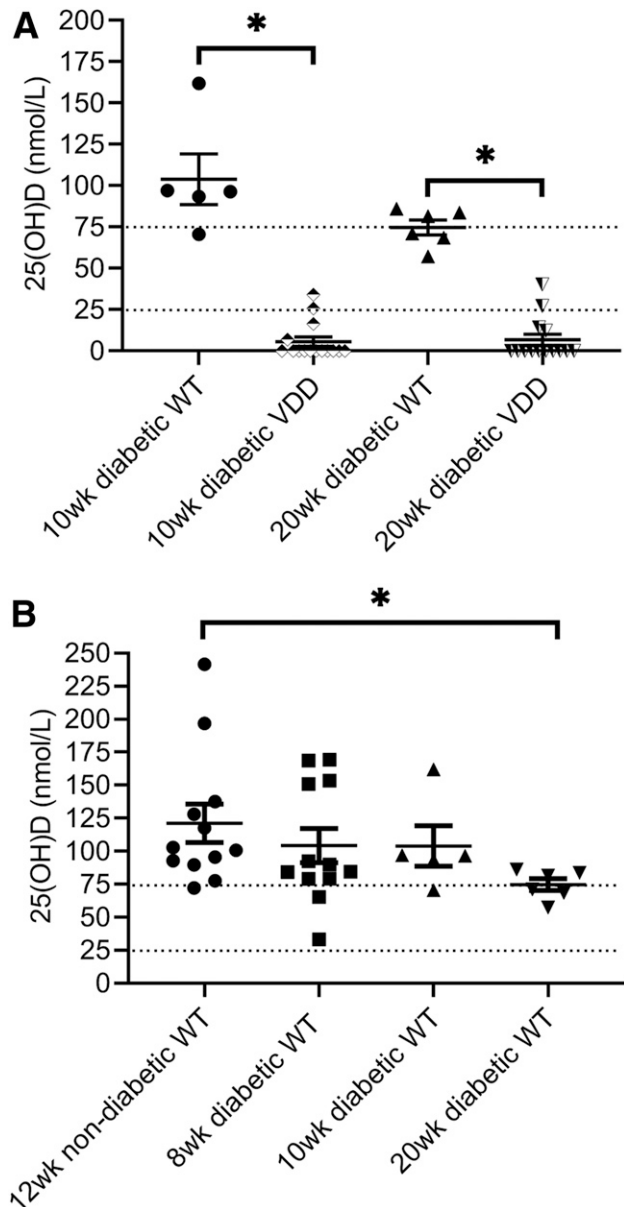 A
*
*
25(OH)D (nmol/L)
200
175
150
125
100
75
50
25
0
10wk diabetic WT
10wk diabetic VDD
20wk diabetic WT
20wk diabetic VDD
B
*
25(OH)D (nmol/L)
250
225
200
175
150
125
100
75
50
25
0
12wk non-diabetic WT
8wk diabetic WT
10wk diabetic WT
20wk diabetic WT